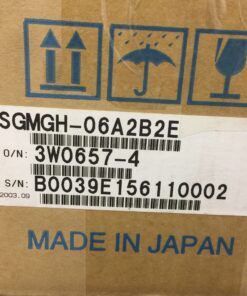 SGMGH-06A2B2E
O/N: 3W0657-4
S/N: B0039E156110002
2003.09
MADE IN JAPAN